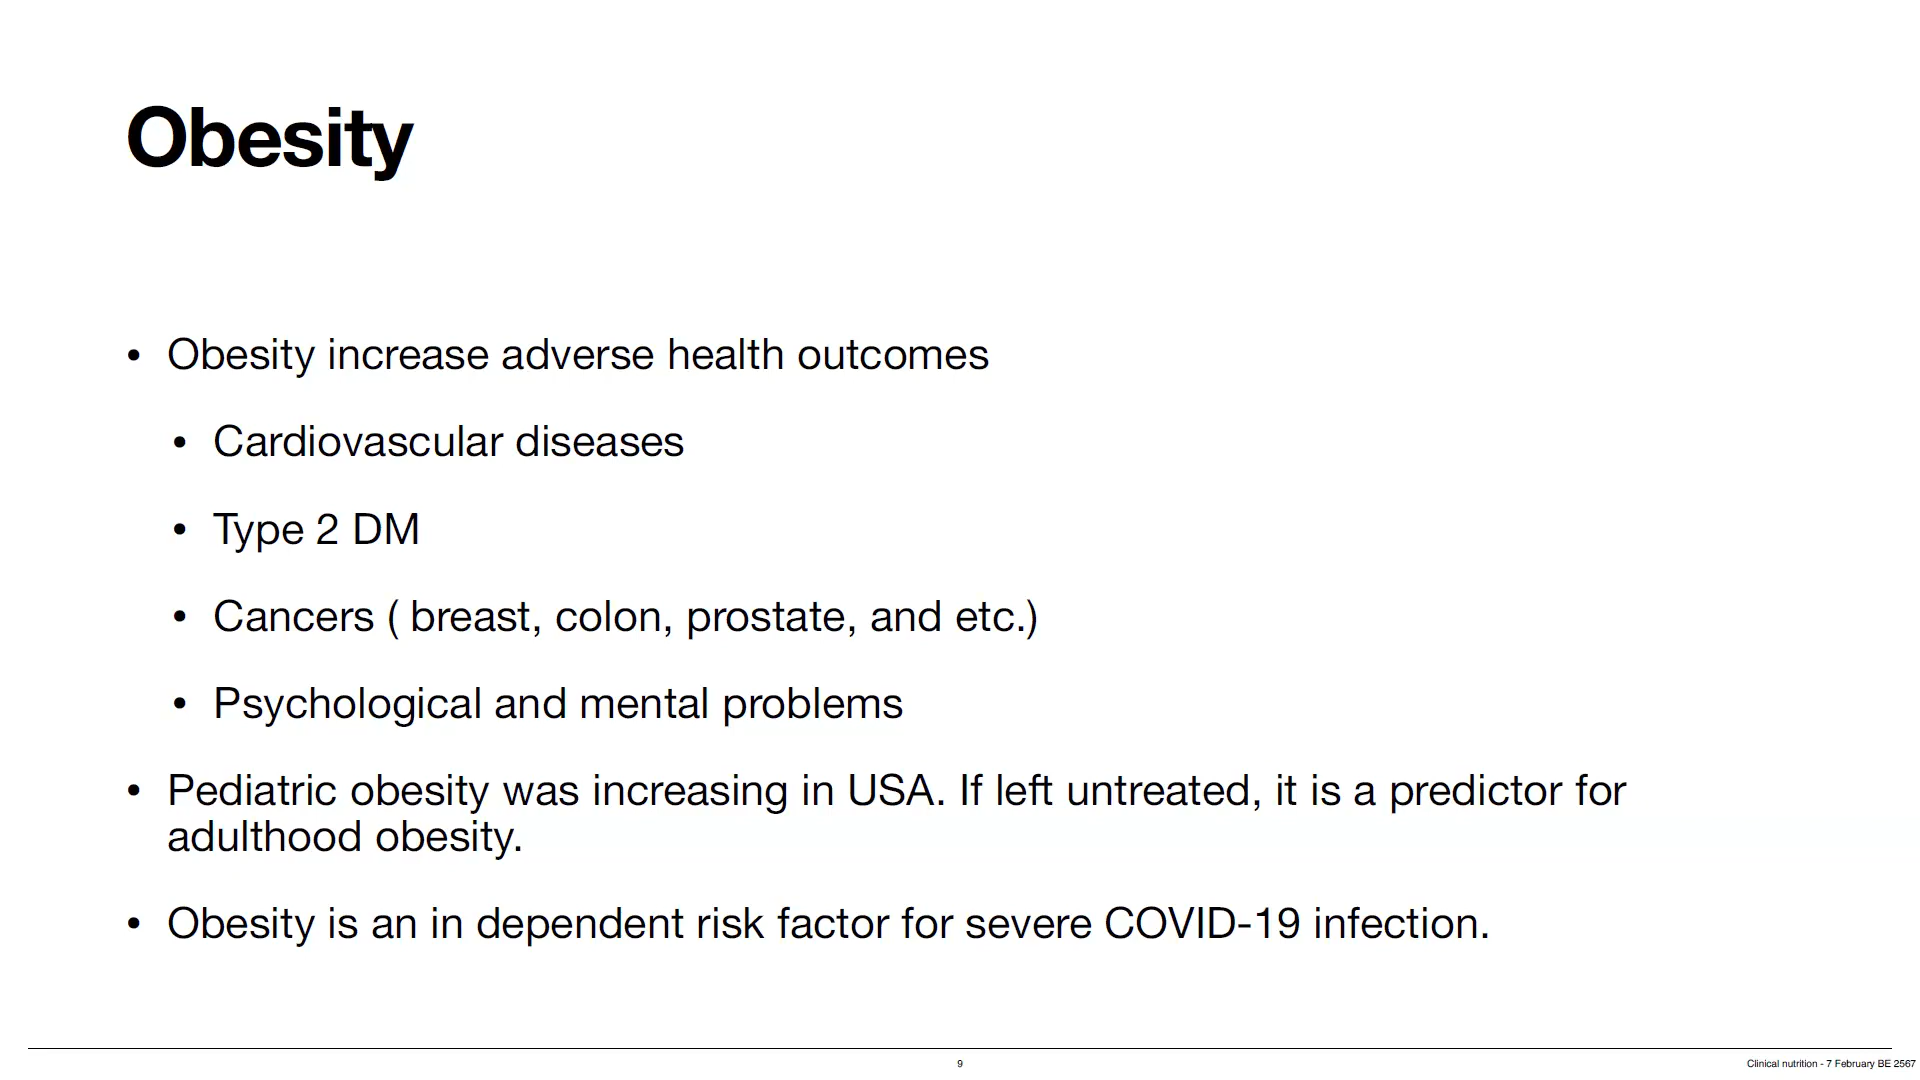 Obesity
• Obesity increase adverse health outcomes
• Cardiovascular diseases
• Type 2 DM
• Cancers ( breast, colon, prostate, and etc.)
• Psychological and mental problems
• Pediatric obesity was increasing in USA. If left untreated, it is a predictor for
adulthood obesity.
• Obesity is an in dependent risk factor for severe COVID-19 infection.
9
Clinical nutrition - 7 February BE 2567